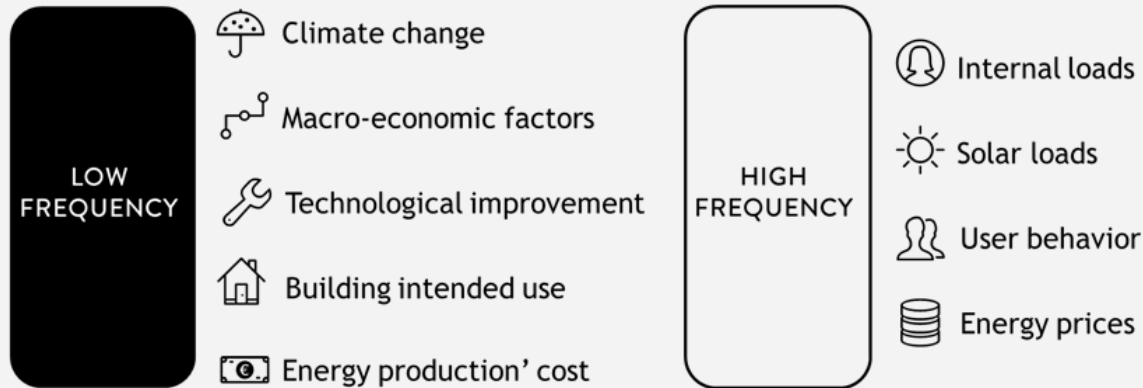 LOW
FREQUENCY
Climate change
Macro-economic factors
Technological improvement
Building intended use
Energy production’ cost
HIGH
FREQUENCY
Internal loads
Solar loads
User behavior
Energy prices